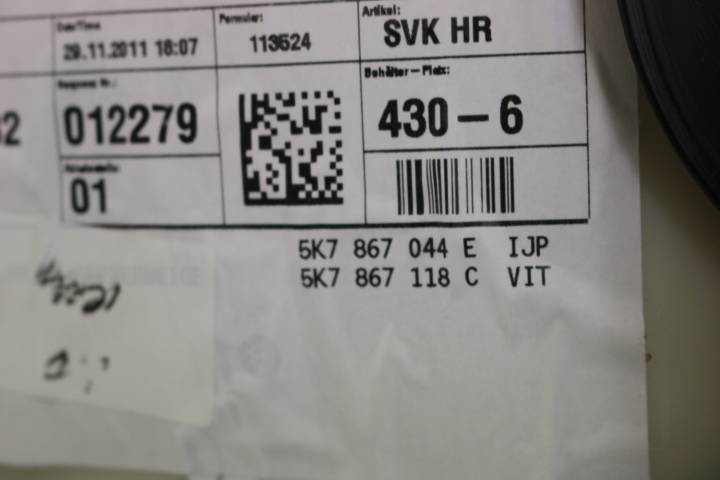 Date/Time
29.11.2011 18:07
Formular:
113524
Artikel:
SVK HR
02
012279
Behälter-Platz:
430-6
01
5K7 867 044 E IJP
5K7 867 118 C VIT